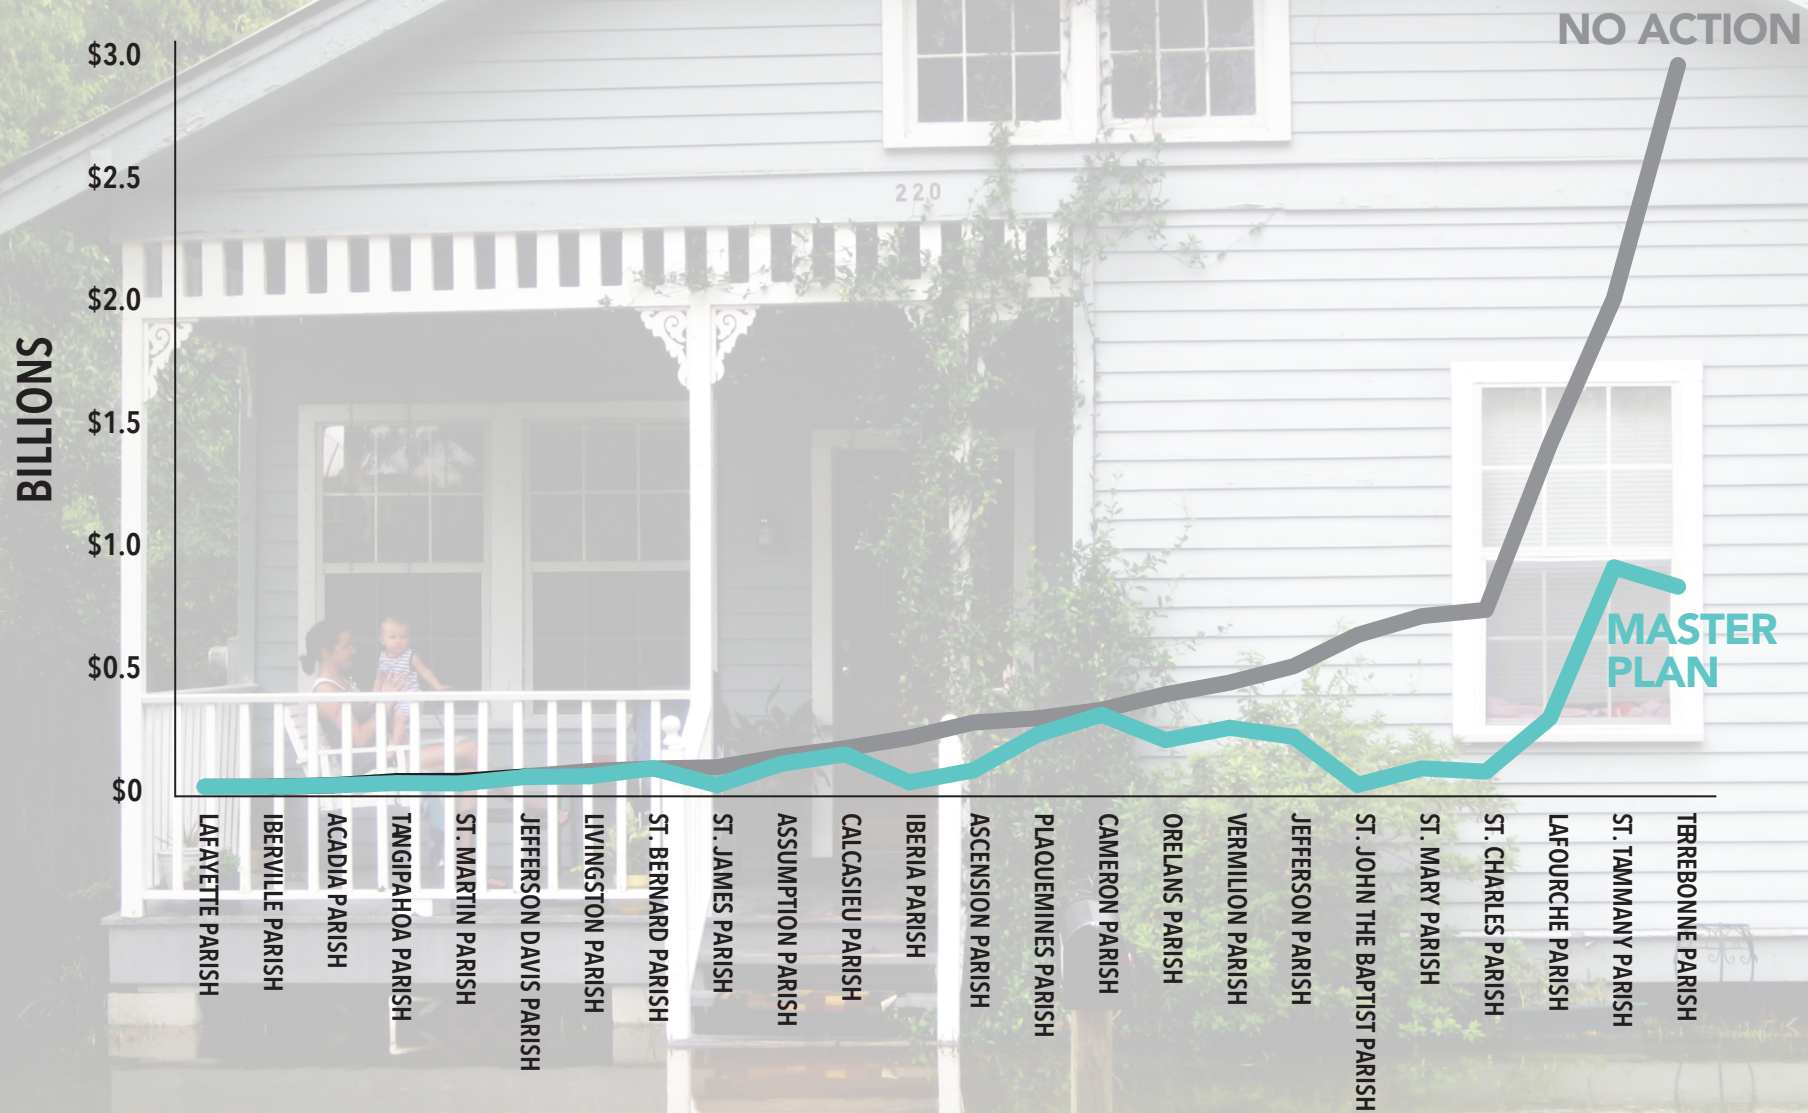 NO ACTION
$3.0
$2.5
220
$2.0
BILLIONS
$1.5
$1.0
$0.5
MASTER
PLAN
$0
LAFAYETTE PARISH
IBERVILLE PARISH
ACADIA PARISH
TANGIPAHOA PARISH
ST. MARTIN PARISH
JEFFERSON DAVIS PARISH
LIVINGSTON PARISH
ST. BERNARD PARISH
ST. JAMES PARISH
ASSUMPTION PARISH
CALCASIEU PARISH
IBERIA PARISH
ASCENSION PARISH
PLAQUEMINES PARISH
CAMERON PARISH
ORELANS PARISH
VERMILION PARISH
JEFFERSON PARISH
ST. JOHN THE BAPTIST PARISH
ST. MARY PARISH
ST. CHARLES PARISH
LAFOURCHE PARISH
ST. TAMMANY PARISH
TERREBONNE PARISH